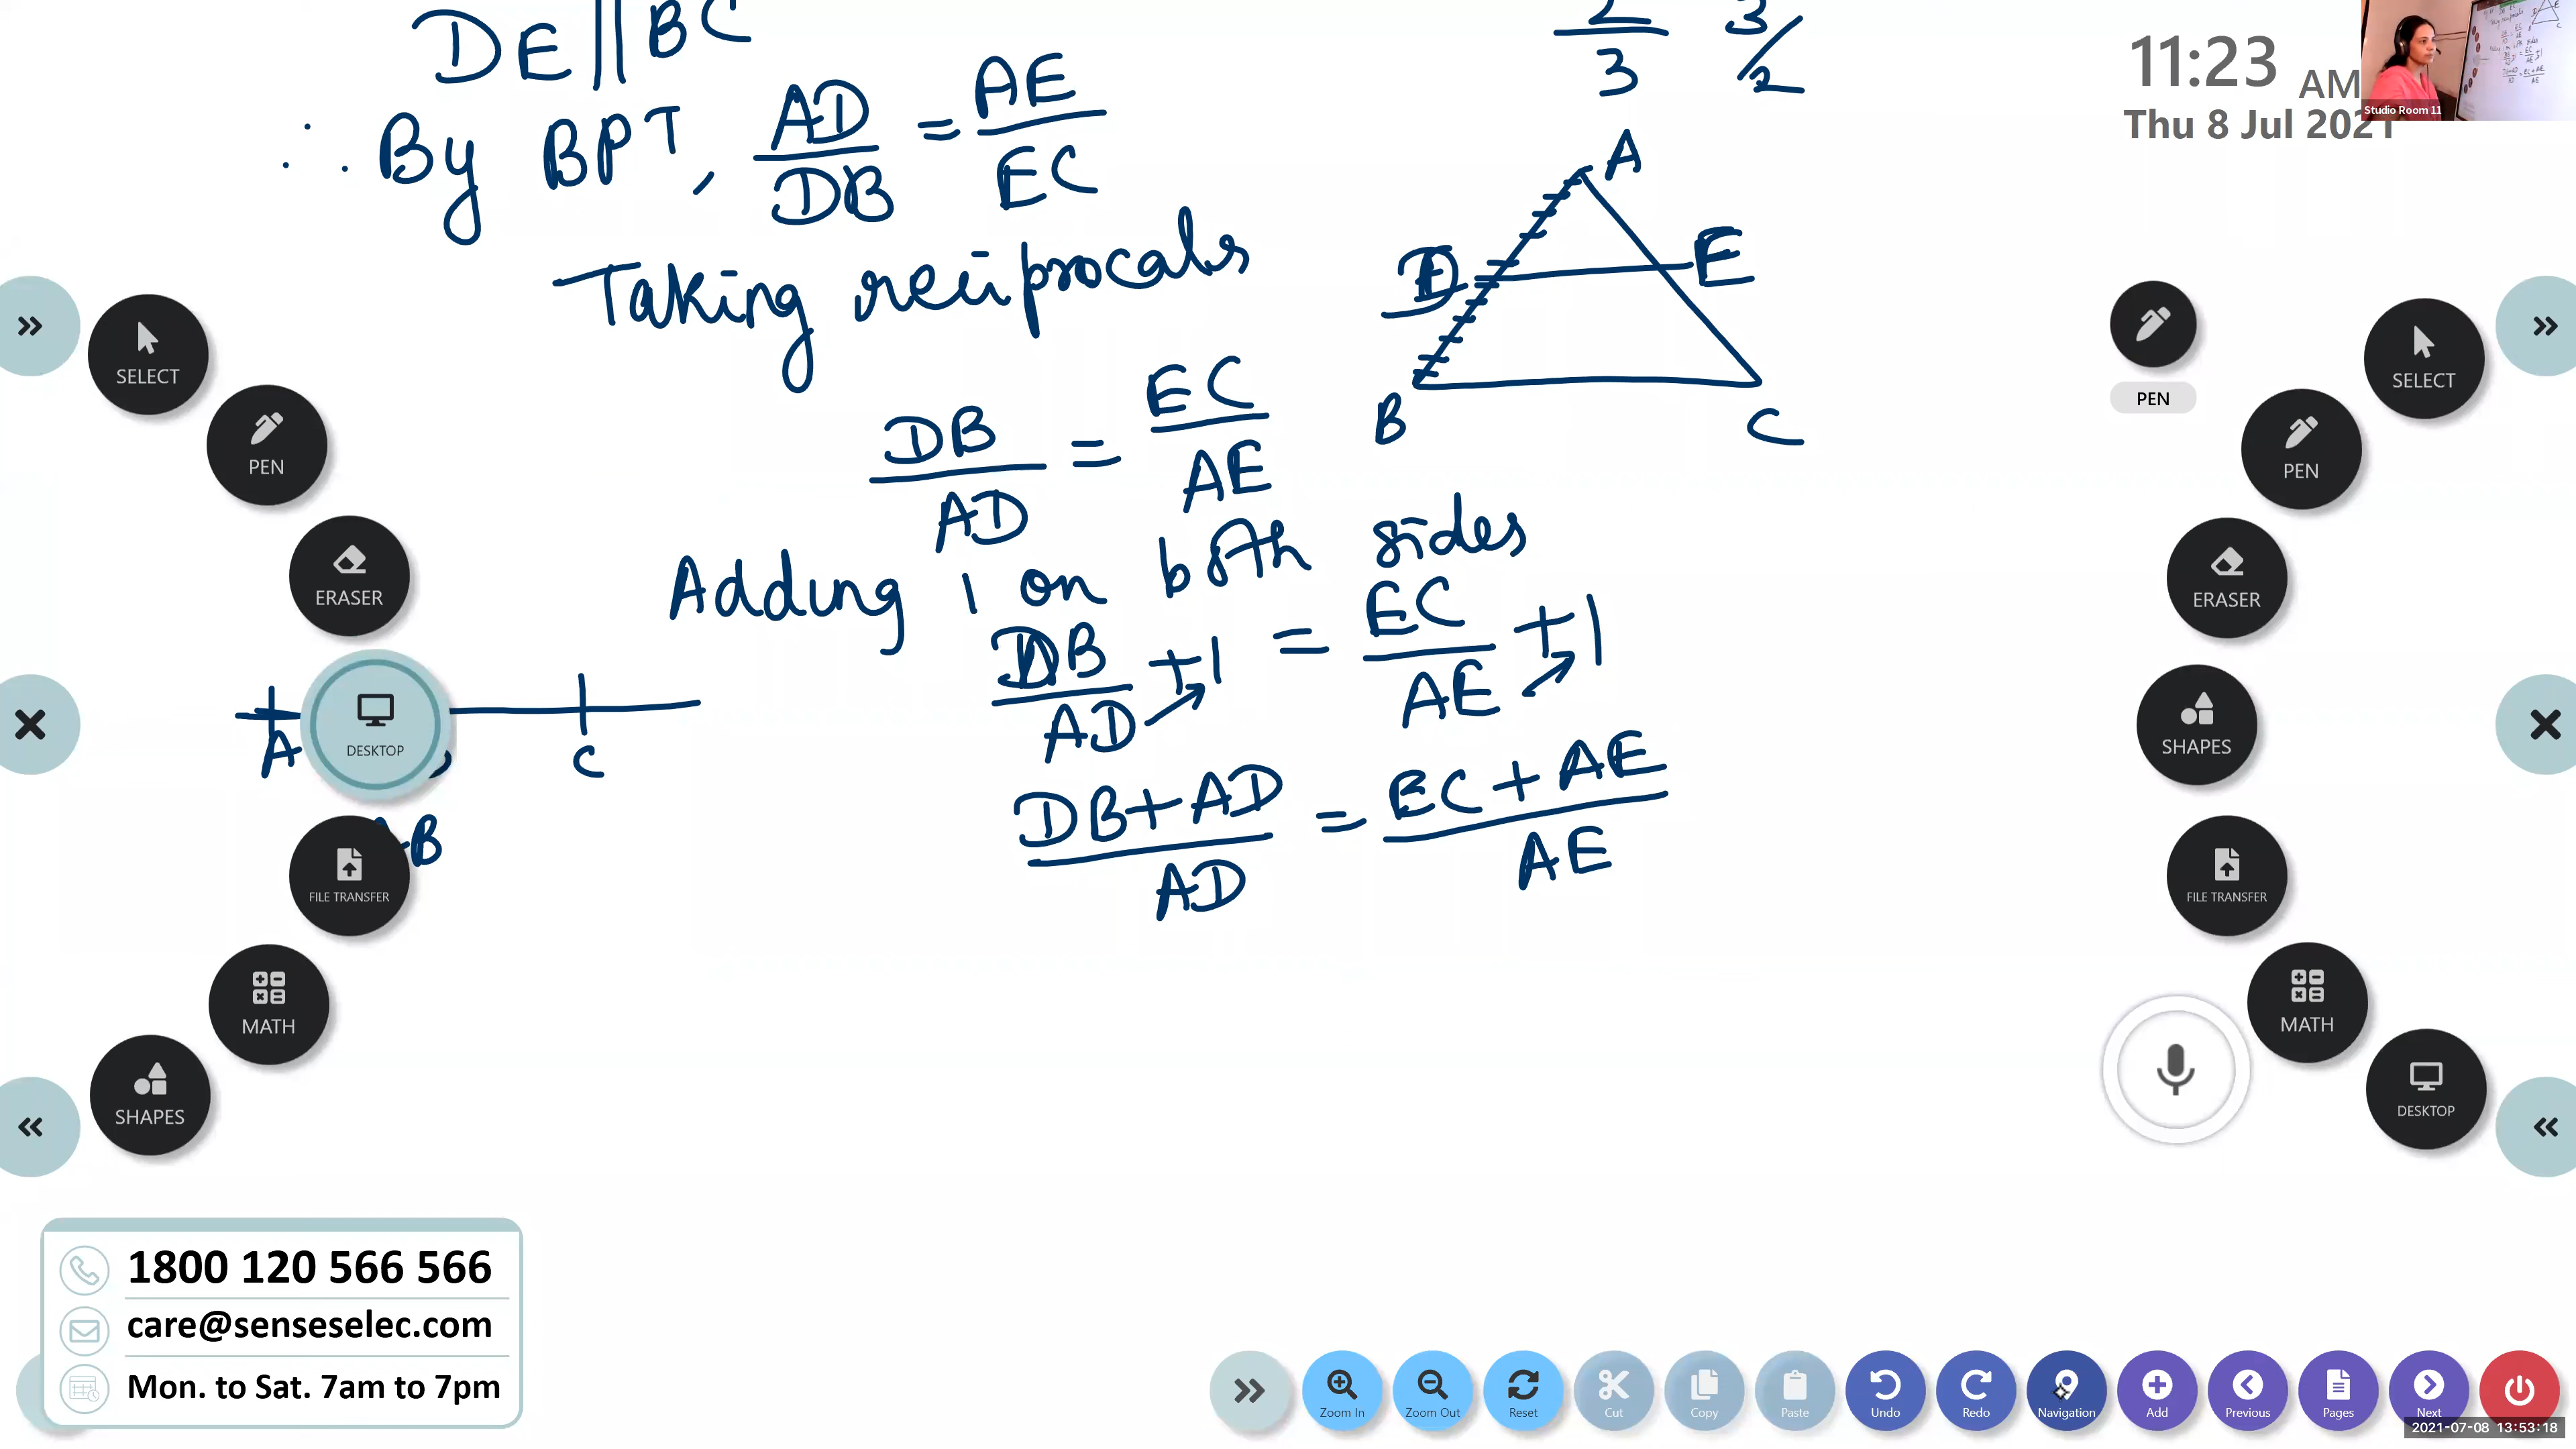 DE || BC
∴ By BPT, AD/DB = AE/EC
Taking reciprocals
DB/AD = EC/AE
Adding 1 on both sides
DB/AD + 1 = EC/AE + 1
DB + AD/AD = EC + AE/AE
2/3 3/2
A
D E
B C
A C
B
11:23 AM
Thu 8 Jul 2021
Studio Room 11
SELECT
PEN
ERASER
DESKTOP
FILE TRANSFER
MATH
SHAPES
PEN
SELECT
PEN
ERASER
SHAPES
FILE TRANSFER
MATH
DESKTOP
1800 120 566 566
care@senseselec.com
Mon. to Sat. 7am to 7pm
Zoom In Zoom Out Reset Cut Copy Paste Undo Redo Navigation Add Previous Pages Next
2021-07-08 13:53:18